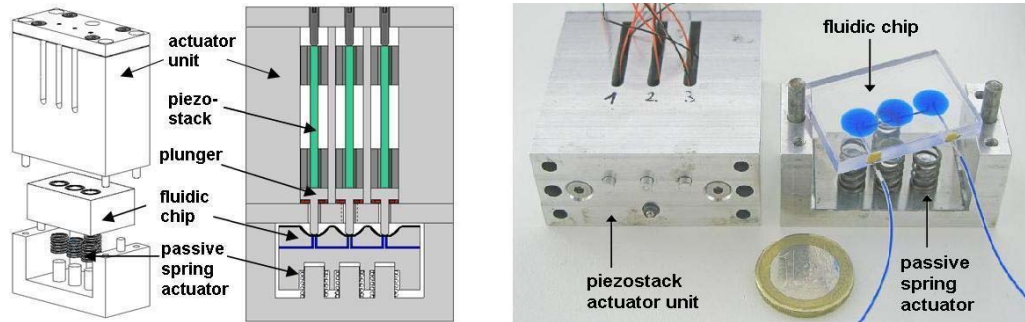 actuator
unit
piezo-
stack
plunger
fluidic
chip
passive
spring
actuator
fluidic chip
1 2 3
piezostack
actuator unit
passive
spring
actuator